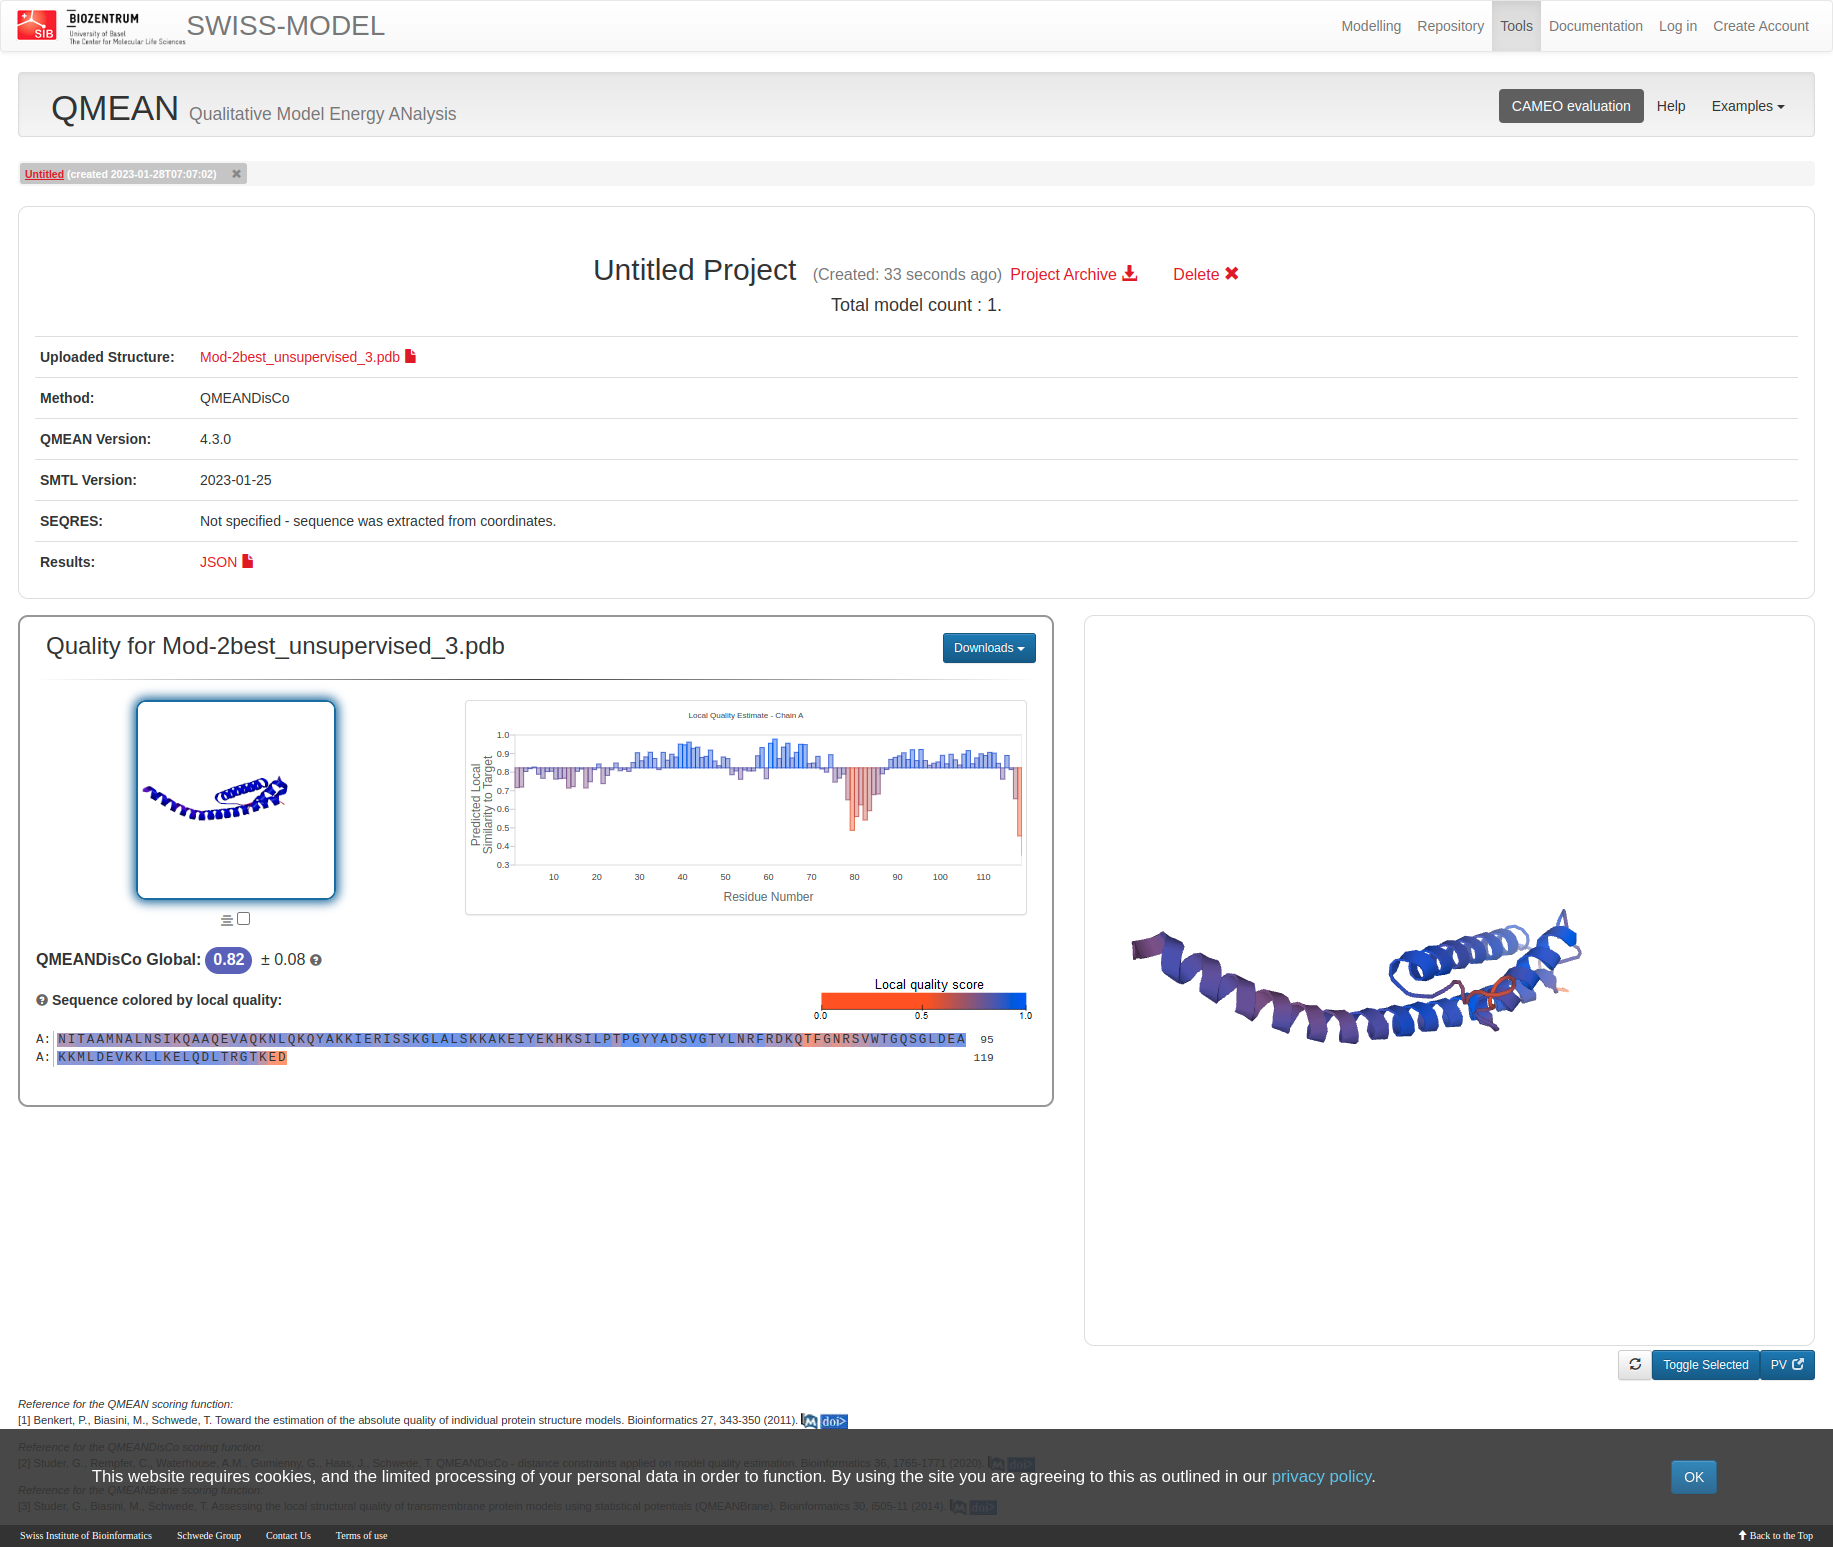 SIB
BIOZENTRUM
University of Basel
The Center for Molecular Life Sciences
SWISS-MODEL
Modelling Repository Tools Documentation Log in Create Account
QMEAN Qualitative Model Energy ANalysis
CAMEO evaluation Help Examples
Untitled (created 2023-01-28T07:07:02)
Untitled Project (Created: 33 seconds ago) Project Archive Delete
Total model count : 1.
Uploaded Structure: Mod-2best_unsupervised_3.pdb
Method: QMEANDisCo
QMEAN Version: 4.3.0
SMTL Version: 2023-01-25
SEQRES: Not specified - sequence was extracted from coordinates.
Results: JSON
Quality for Mod-2best_unsupervised_3.pdb
Downloads
Local Quality Estimate - Chain A
Predicted Local
Similarity to Target
1.0
0.9
0.8
0.7
0.6
0.5
0.4
0.3
10 20 30 40 50 60 70 80 90 100 110
Residue Number
QMEANDisCo Global: 0.82 ± 0.08
Sequence colored by local quality:
Local quality score
0.0 0.5 1.0
A: NITAAMNALNSIKQAAQEVAQKNLQKQYAKKIERISSKGLALSKKAKEIYEKHKSILPTPGYYADSVGTYLNRFRDKQTFGNRSVWTGQSGLDEA 95
A: KKMLDEVKKLLKELQDLTRGTKED 119
Toggle Selected PV
Reference for the QMEAN scoring function:
[1] Benkert, P., Biasini, M., Schwede, T. Toward the estimation of the absolute quality of individual protein structure models. Bioinformatics 27, 343-350 (2011). doi>
Reference for the QMEANDisCo scoring function:
[2] Studer, G., Rempfer, C., Waterhouse, A.M., Gumienny, G., Haas, J., Schwede, T. QMEANDisCo - distance constraints applied on model quality estimation. Bioinformatics 36, 1765-1771 (2020). doi>
This website requires cookies, and the limited processing of your personal data in order to function. By using the site you are agreeing to this as outlined in our privacy policy.
OK
Reference for the QMEANBrane scoring function:
[3] Studer, G., Biasini, M., Schwede, T. Assessing the local structural quality of transmembrane protein models using statistical potentials (QMEANBrane). Bioinformatics 30, i505-11 (2014). doi>
Swiss Institute of Bioinformatics Schwede Group Contact Us Terms of use
Back to the Top